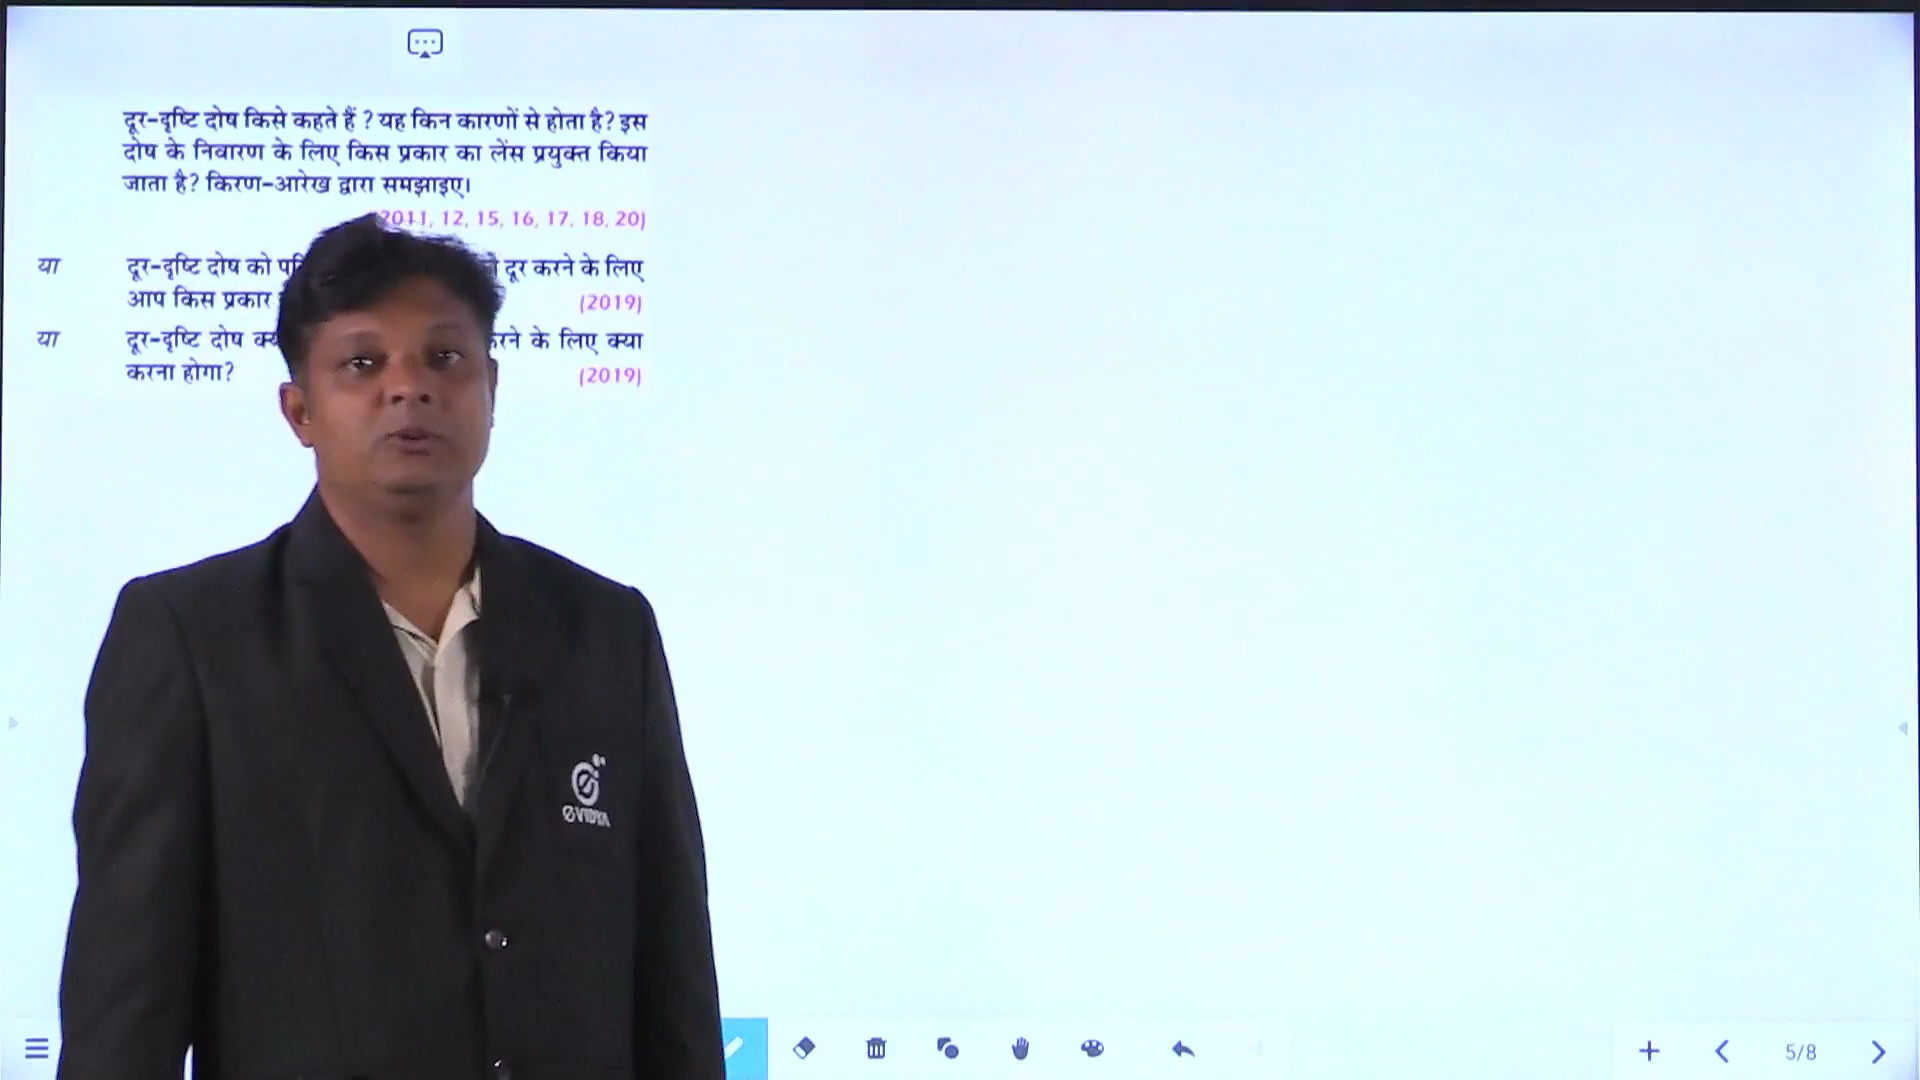 दूर-दृष्टि दोष किसे कहते हैं ? यह किन कारणों से होता है? इस
दोष के निवारण के लिए किस प्रकार का लेंस प्रयुक्त किया
जाता है? किरण-आरेख द्वारा समझाइए।
2011, 12, 15, 16, 17, 18, 20)
या दूर-दृष्टि दोष को दूर करने के लिए
आप किस प्रकार (2019)
या दूर-दृष्टि दोष करने के लिए क्या
करना होगा? (2019)
eVIDYA
5/8